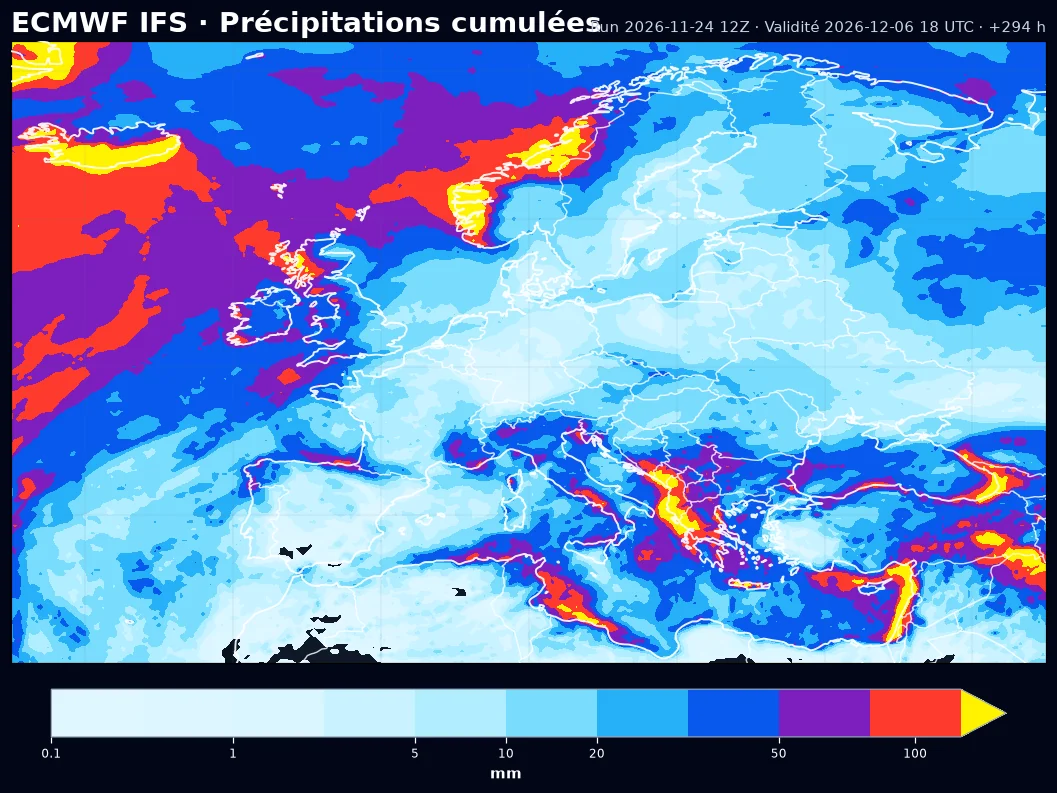 ECMWF IFS · Précipitations cumulées
Run 2026-11-24 12Z · Validité 2026-12-06 18 UTC · +294 h
0.1 1 5 10 20 50 100
mm